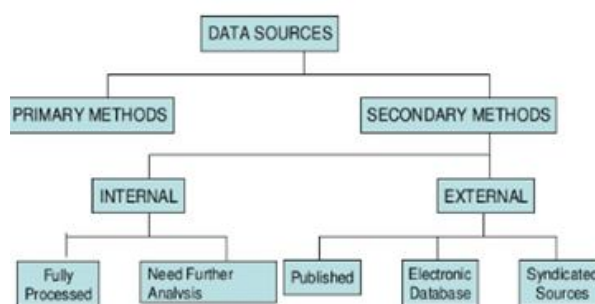 DATA SOURCES
PRIMARY METHODS
SECONDARY METHODS
INTERNAL
EXTERNAL
Fully
Processed
Need Further
Analysis
Published
Electronic
Database
Syndicated
Sources